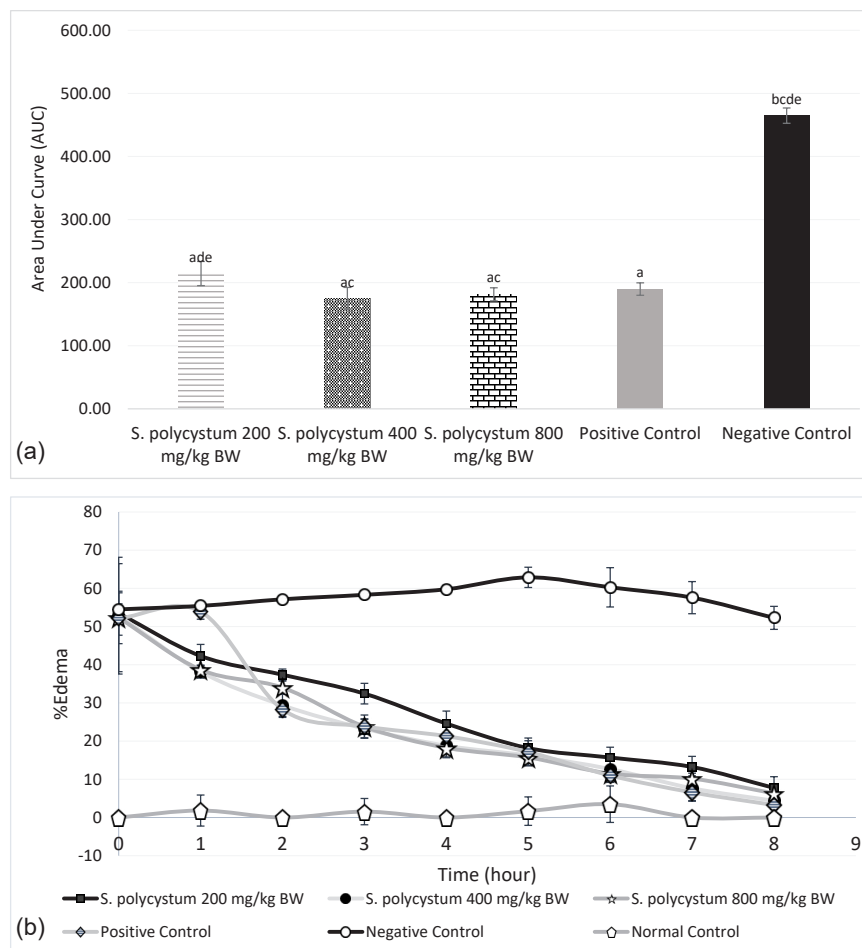 600.00
500.00
400.00
300.00
200.00
100.00
0.00
Area Under Curve (AUC)
ade
ac
ac
a
bcde
S. polycystum 200 mg/kg BW
S. polycystum 400 mg/kg BW
S. polycystum 800 mg/kg BW
Positive Control
Negative Control
(a)
80
70
60
50
40
30
20
10
0
-10
%Edema
0 1 2 3 4 5 6 7 8 9
Time (hour)
S. polycystum 200 mg/kg BW S. polycystum 400 mg/kg BW S. polycystum 800 mg/kg BW
Positive Control Negative Control Normal Control
(b)